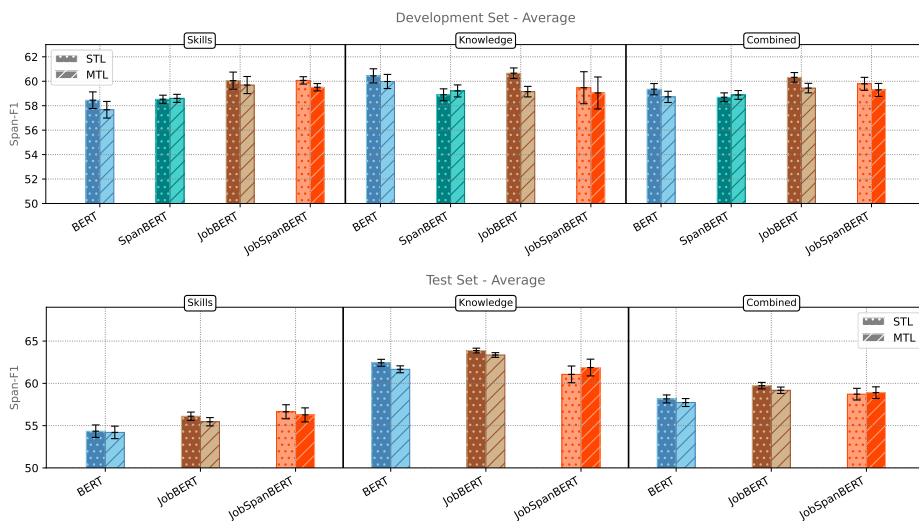 Development Set - Average
Skills
Knowledge
Combined
STL
MTL
Span-F1
62
60
58
56
54
52
50
BERT
SpanBERT
JobBERT
JobSpanBERT
BERT
SpanBERT
JobBERT
JobSpanBERT
BERT
SpanBERT
JobBERT
JobSpanBERT
Test Set - Average
Skills
Knowledge
Combined
STL
MTL
Span-F1
65
60
55
50
BERT
JobBERT
JobSpanBERT
BERT
JobBERT
JobSpanBERT
BERT
JobBERT
JobSpanBERT